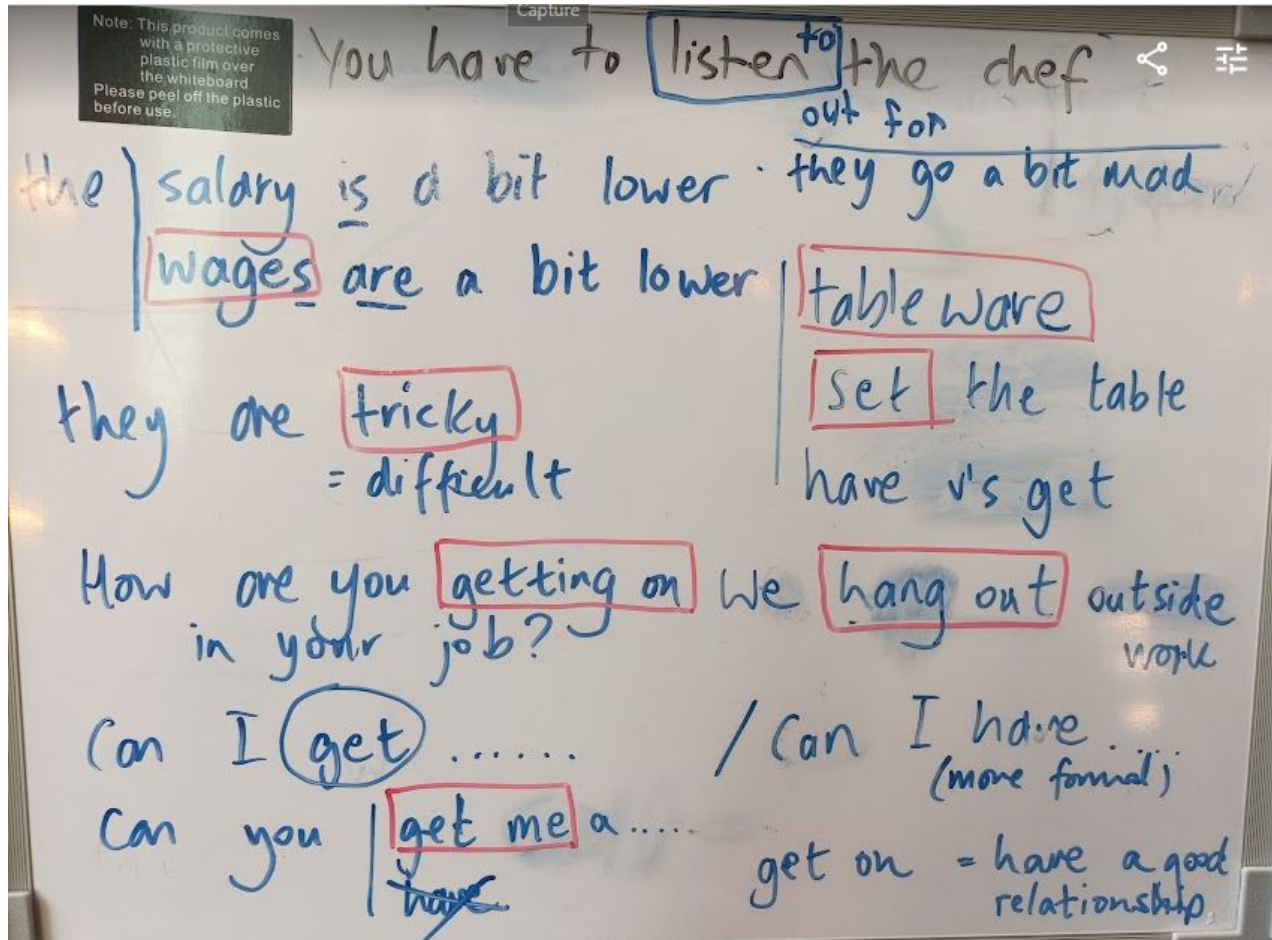 Capture
Note: This product comes
with a protective
plastic film over
the whiteboard
Please peel off the plastic
before use.
You have to listen to the chef
out for
the salary is a bit lower
they go a bit mad
wages are a bit lower
tableware
set the table
they are tricky
= difficult
have v's get
How are you getting on
in your job?
We hang out outside
work
Can I get ......
/ Can I have .....
(more formal)
Can you get me a .....
have
get on = have a good
relationship